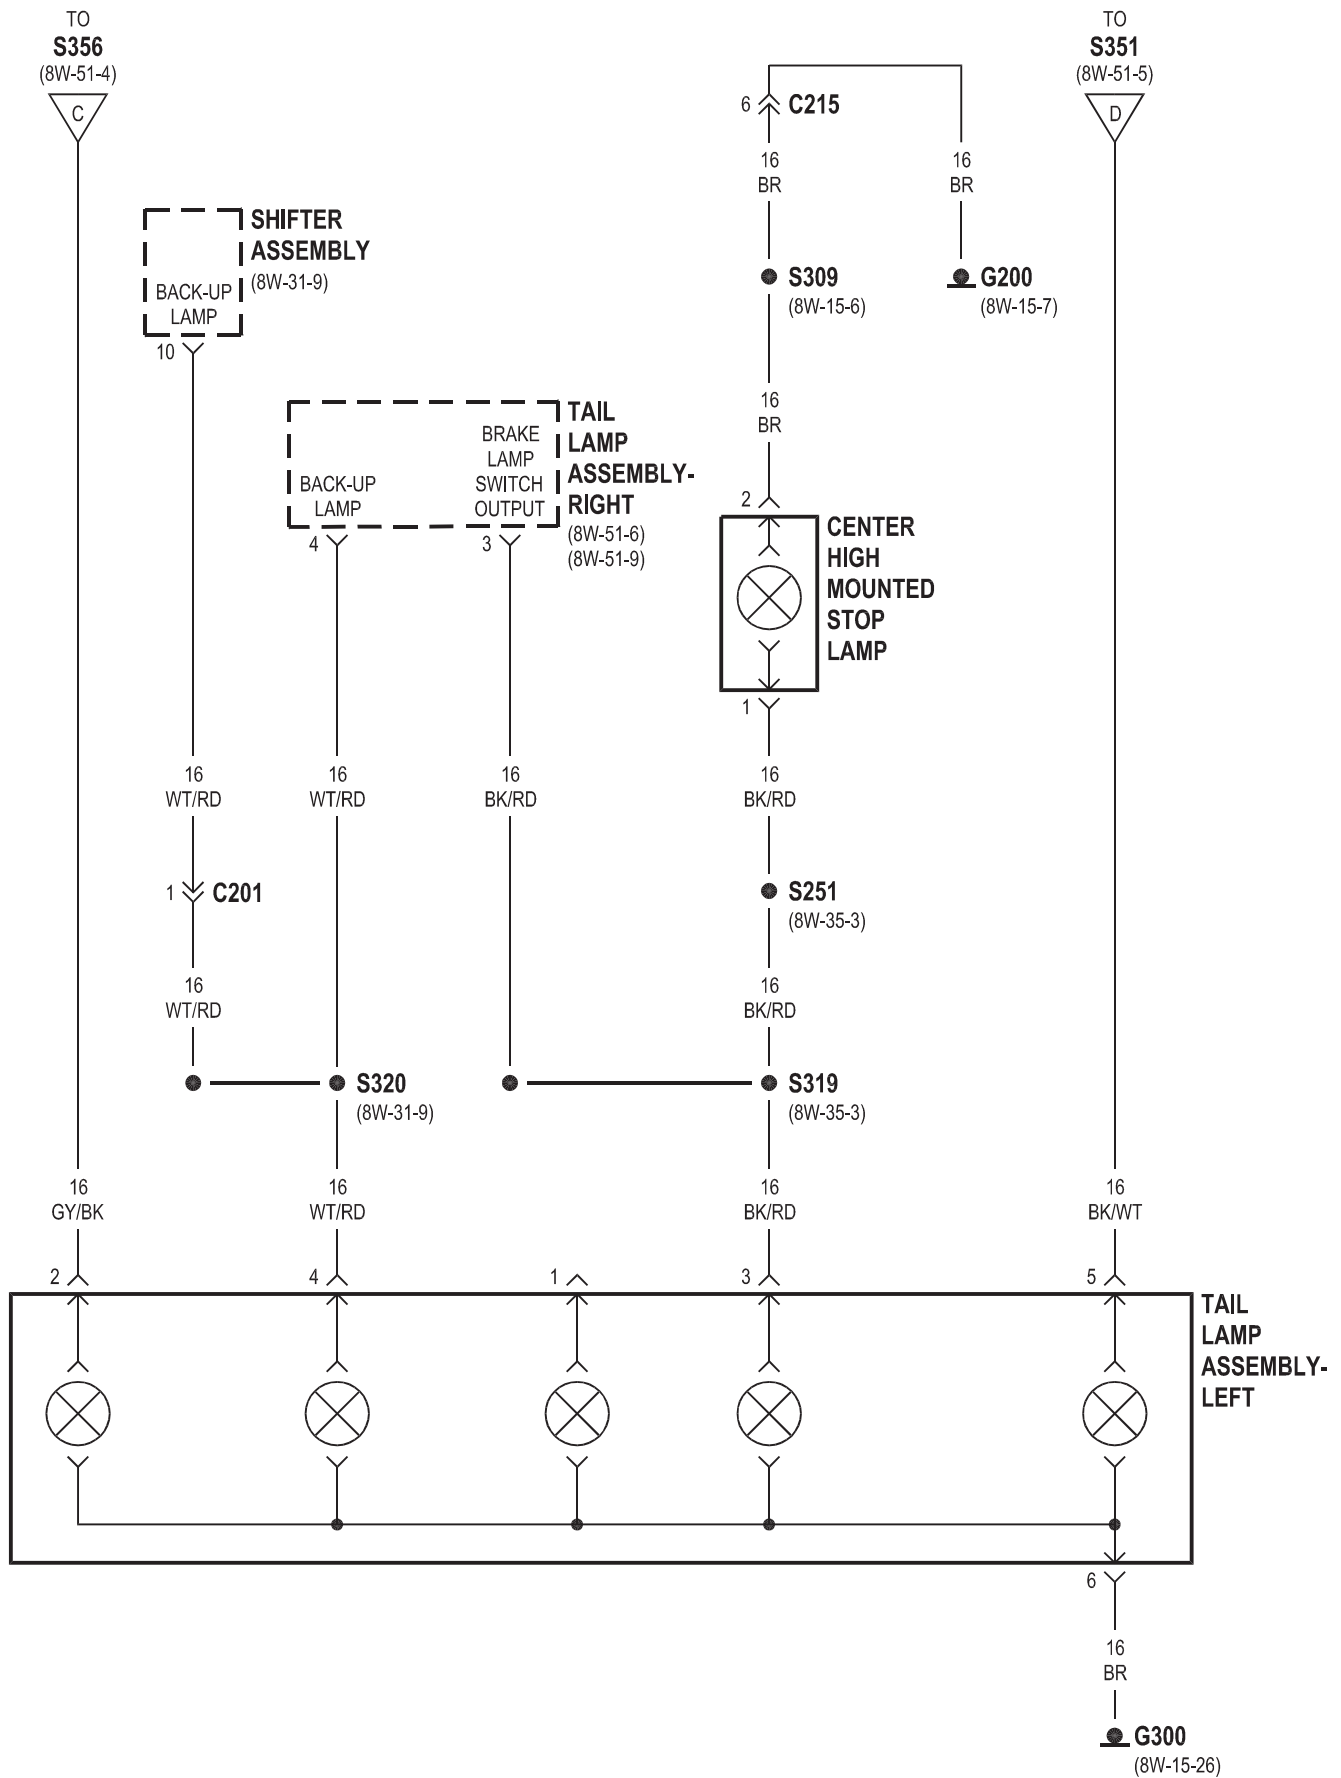 TO
S356
(8W-51-4)
C
TO
S351
(8W-51-5)
D
6
C215
16
BR
16
BR
SHIFTER
ASSEMBLY
(8W-31-9)
BACK-UP
LAMP
10
S309
(8W-15-6)
G200
(8W-15-7)
16
BR
TAIL
LAMP
ASSEMBLY-
RIGHT
(8W-51-6)
(8W-51-9)
BACK-UP
LAMP
BRAKE
LAMP
SWITCH
OUTPUT
4
3
2
CENTER
HIGH
MOUNTED
STOP
LAMP
1
16
WT/RD
16
WT/RD
16
BK/RD
16
BK/RD
1
C201
S251
(8W-35-3)
16
WT/RD
16
BK/RD
S320
(8W-31-9)
S319
(8W-35-3)
16
GY/BK
16
WT/RD
16
BK/RD
16
BK/WT
2
4
1
3
5
TAIL
LAMP
ASSEMBLY-
LEFT
6
16
BR
G300
(8W-15-26)